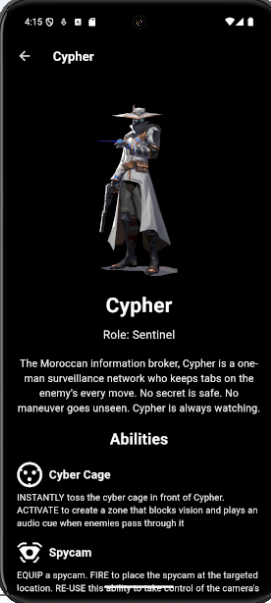 4:15
Cypher
Cypher
Role: Sentinel
The Moroccan information broker, Cypher is a one-
man surveillance network who keeps tabs on the
enemy's every move. No secret is safe. No
maneuver goes unseen. Cypher is always watching.
Abilities
Cyber Cage
INSTANTLY toss the cyber cage in front of Cypher.
ACTIVATE to create a zone that blocks vision and plays an
audio cue when enemies pass through it
Spycam
EQUIP a spycam. FIRE to place the spycam at the targeted
location. RE-USE this ability to take control of the camera's